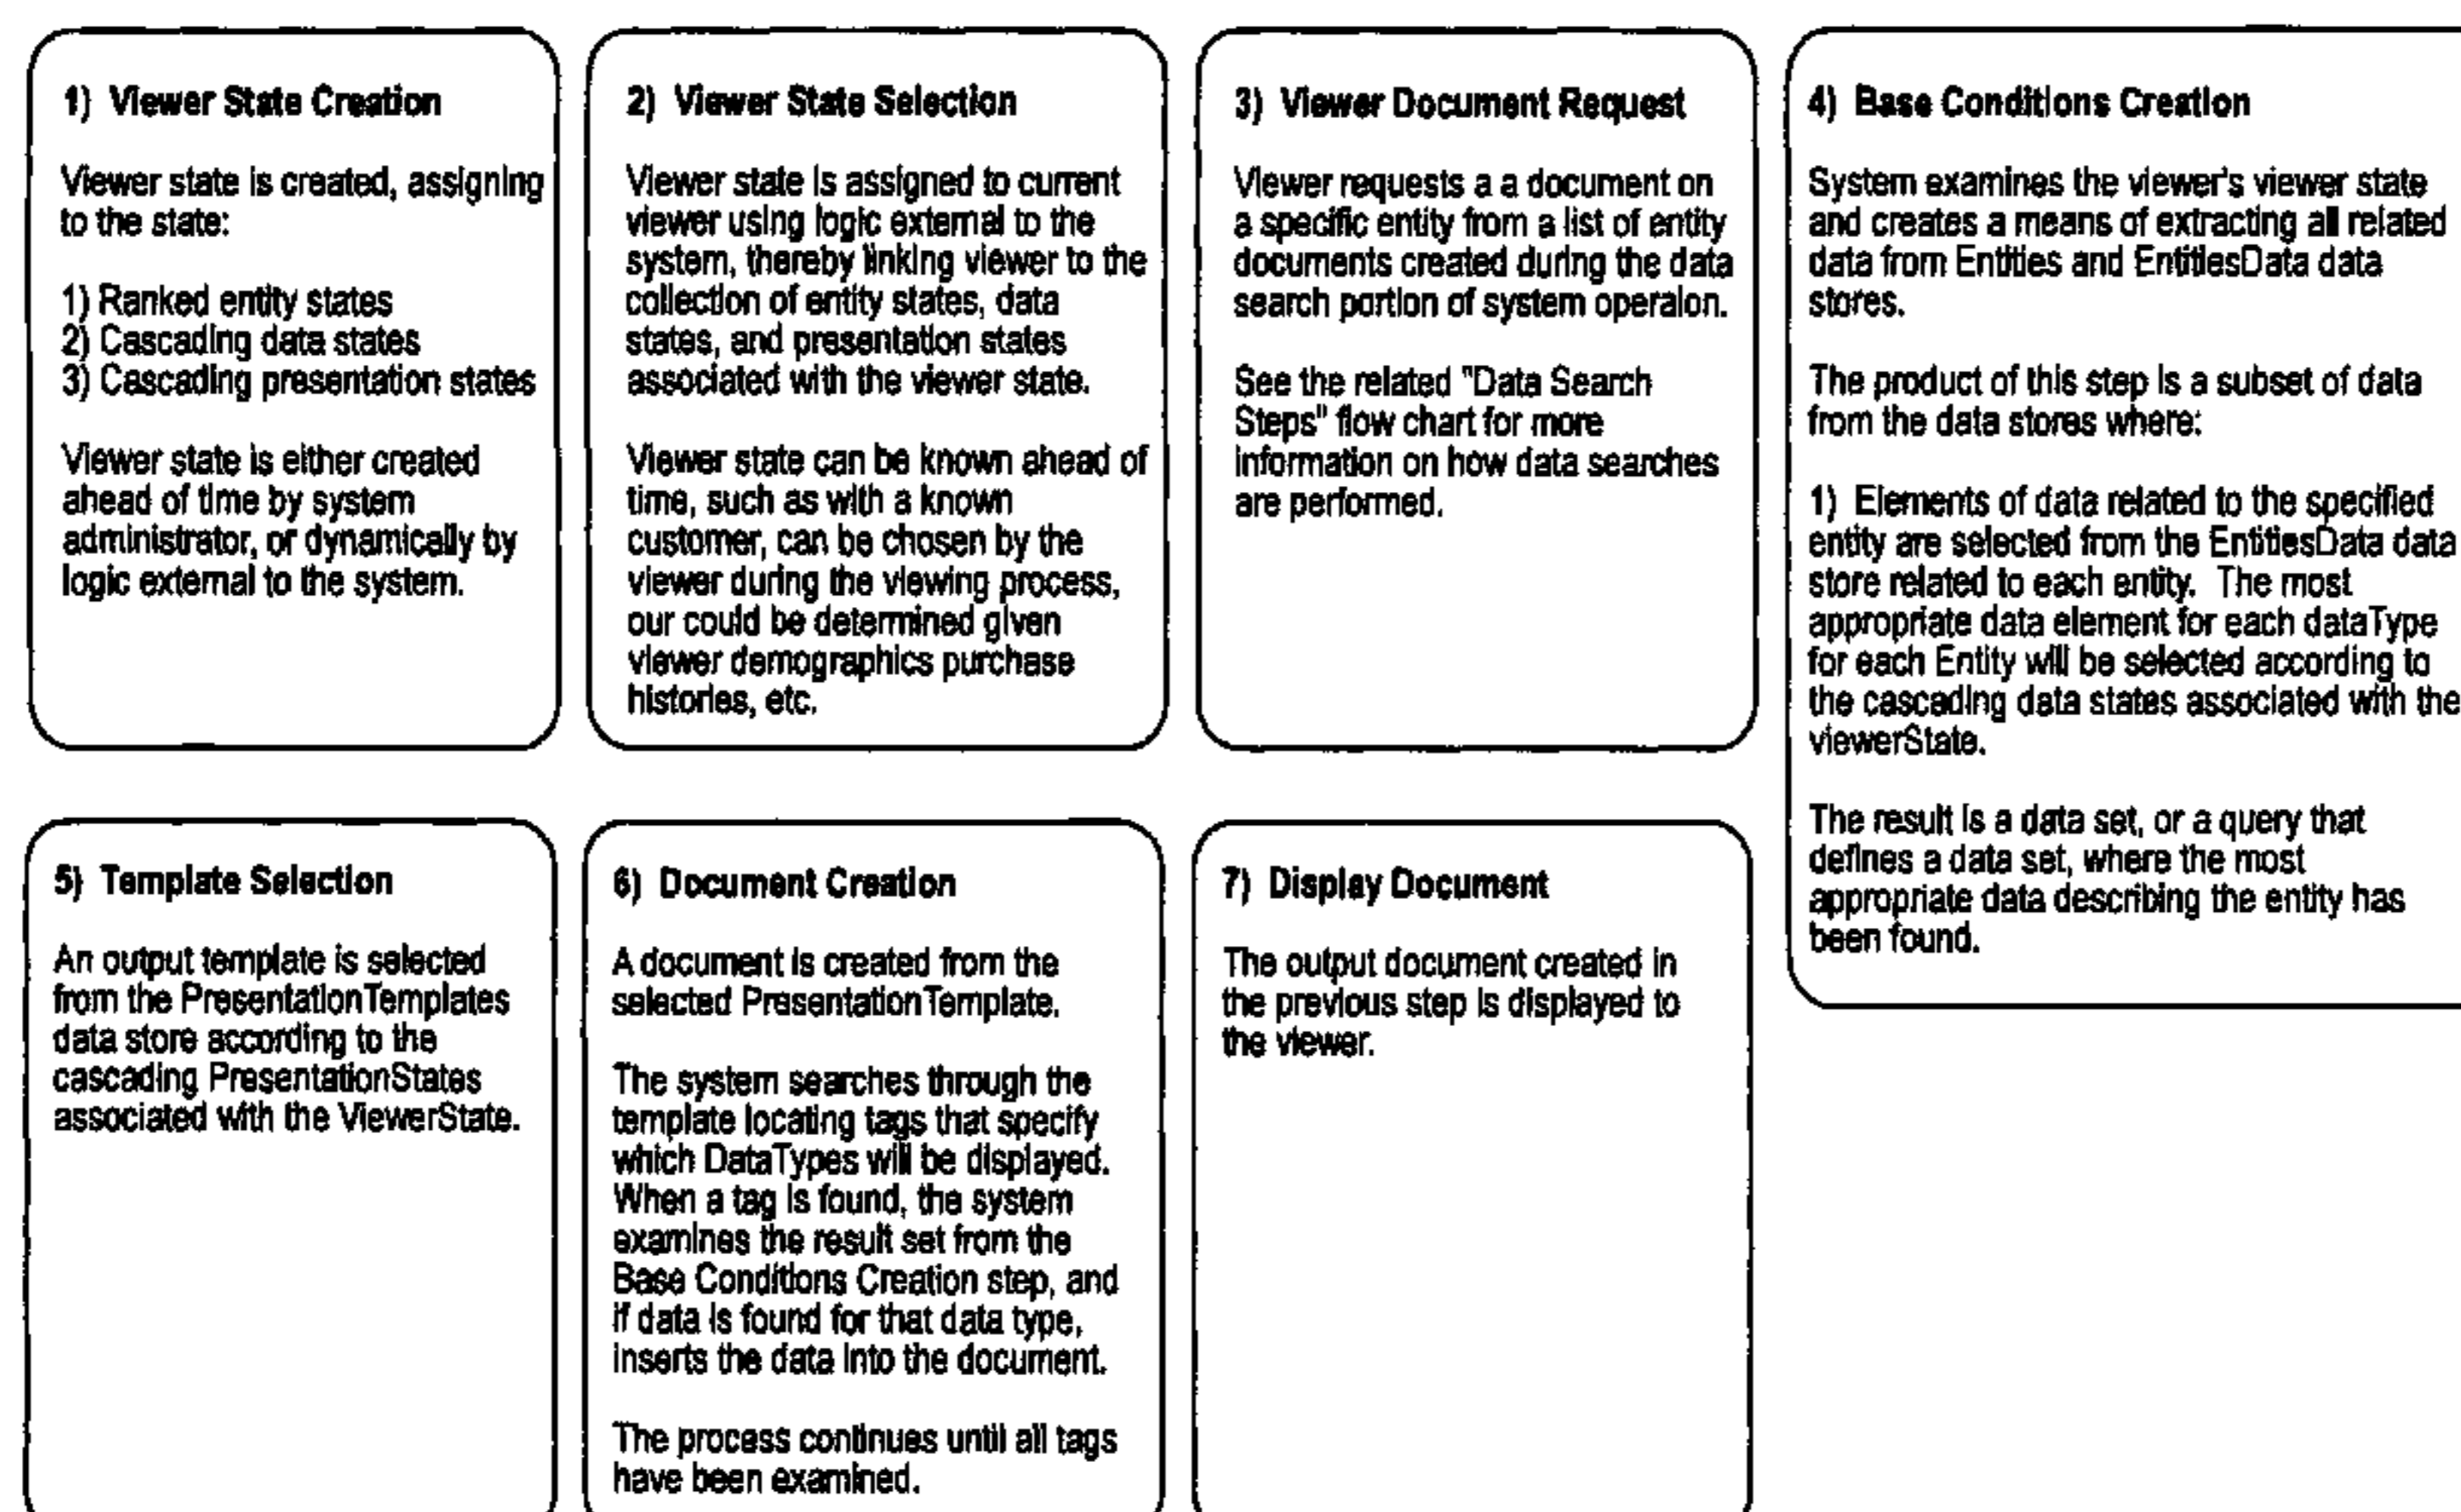 1) Viewer State Creation
Viewer state is created, assigning
to the state:
1) Ranked entity states
2) Cascading data states
3) Cascading presentation states
Viewer state is either created
ahead of time by system
administrator, or dynamically by
logic external to the system.
2) Viewer State Selection
Viewer state is assigned to current
viewer using logic external to the
system, thereby linking viewer to the
collection of entity states, data
states, and presentation states
associated with the viewer state.
Viewer state can be known ahead of
time, such as with a known
customer, can be chosen by the
viewer during the viewing process,
our could be determined given
viewer demographics purchase
histories, etc.
3) Viewer Document Request
Viewer requests a a document on
a specific entity from a list of entity
documents created during the data
search portion of system operaion.
See the related "Data Search
Steps" flow chart for more
information on how data searches
are performed.
4) Base Conditions Creation
System examines the viewer's viewer state
and creates a means of extracting all related
data from Entities and EntitiesData data
stores.
The product of this step is a subset of data
from the data stores where:
1) Elements of data related to the specified
entity are selected from the EntitiesData data
store related to each entity. The most
appropriate data element for each dataType
for each Entity will be selected according to
the cascading data states associated with the
viewerState.
The result is a data set, or a query that
defines a data set, where the most
appropriate data describing the entity has
been found.
5) Template Selection
An output template is selected
from the PresentationTemplates
data store according to the
cascading PresentationStates
associated with the ViewerState.
6) Document Creation
A document is created from the
selected PresentationTemplate.
The system searches through the
template locating tags that specify
which DataTypes will be displayed.
When a tag is found, the system
examines the result set from the
Base Conditions Creation step, and
if data is found for that data type,
inserts the data into the document.
The process continues until all tags
have been examined.
7) Display Document
The output document created in
the previous step is displayed to
the viewer.